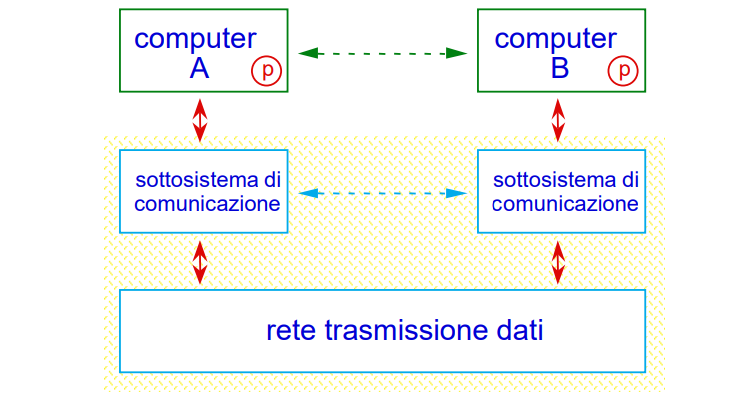 computer
A
p
computer
B
p
sottosistema di
comunicazione
sottosistema di
comunicazione
rete trasmissione dati